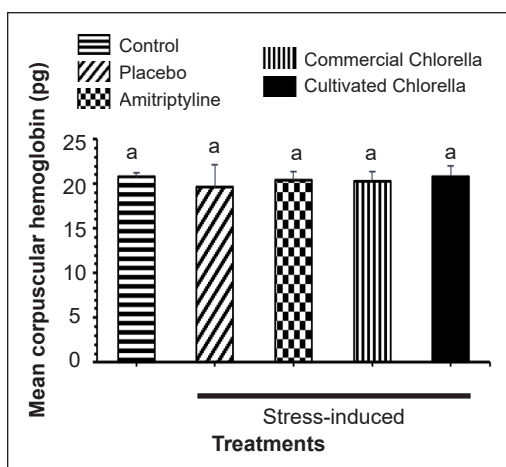 Control
Placebo
Amitriptyline
Commercial Chlorella
Cultivated Chlorella
Mean corpuscular hemoglobin (pg)
25
20
15
10
5
0
a a a a a
Stress-induced
Treatments